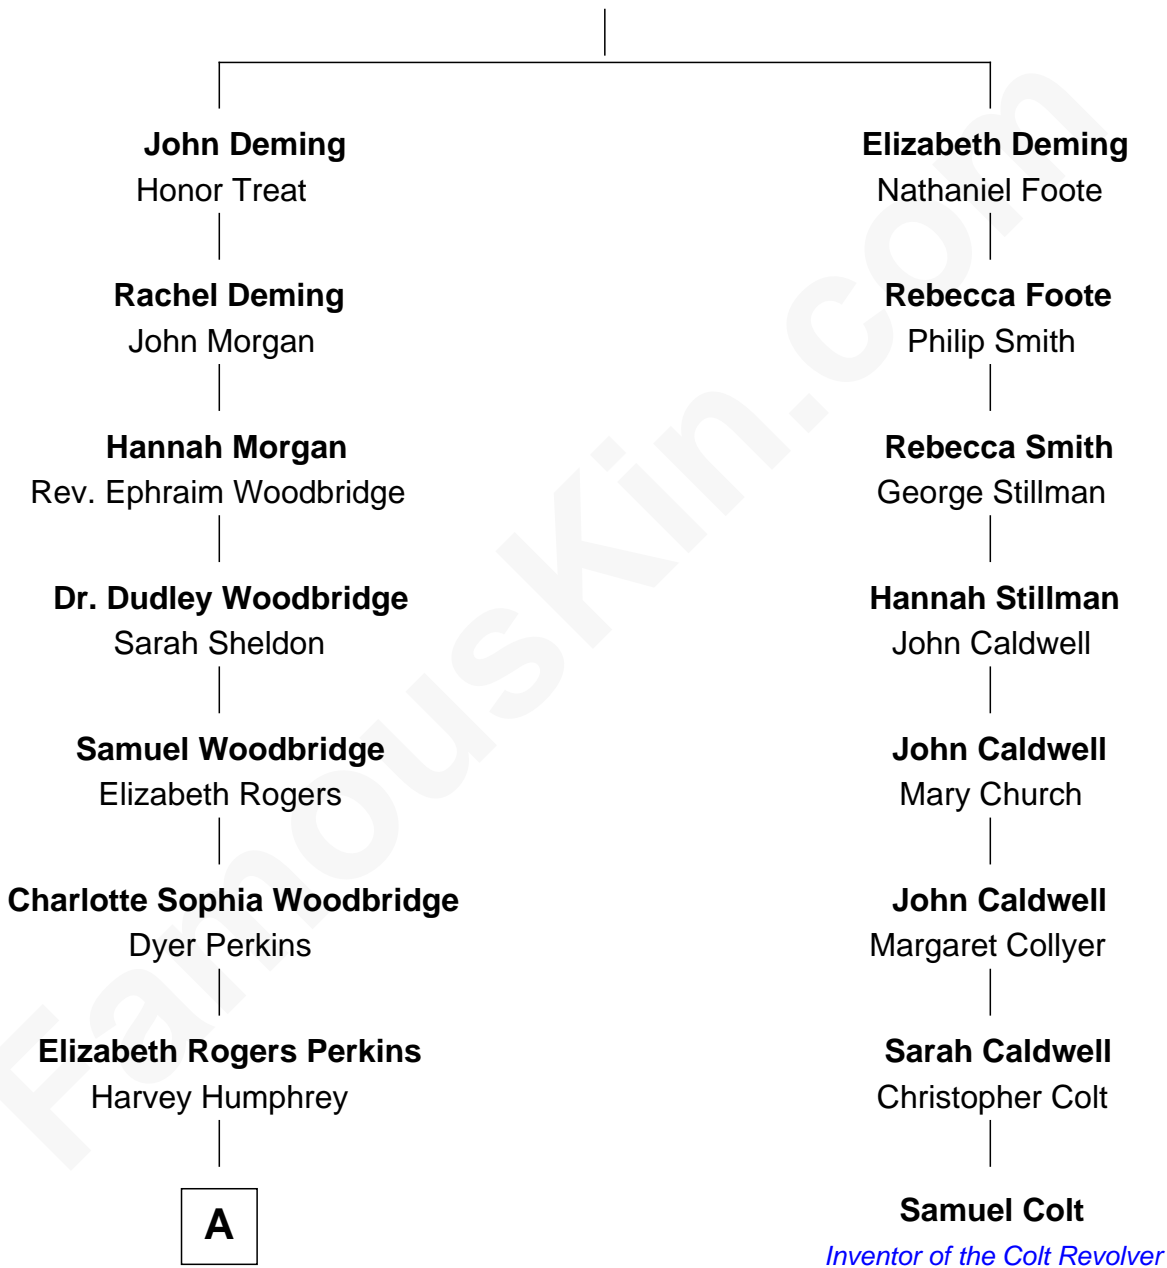 John Deming
Honor Treat
Rachel Deming
John Morgan
Hannah Morgan
Rev. Ephraim Woodbridge
Dr. Dudley Woodbridge
Sarah Sheldon
Samuel Woodbridge
Elizabeth Rogers
Charlotte Sophia Woodbridge
Dyer Perkins
Elizabeth Rogers Perkins
Harvey Humphrey
A
Elizabeth Deming
Nathaniel Foote
Rebecca Foote
Philip Smith
Rebecca Smith
George Stillman
Hannah Stillman
John Caldwell
John Caldwell
Mary Church
John Caldwell
Margaret Collyer
Sarah Caldwell
Christopher Colt
Samuel Colt
Inventor of the Colt Revolver
FamousKin.com